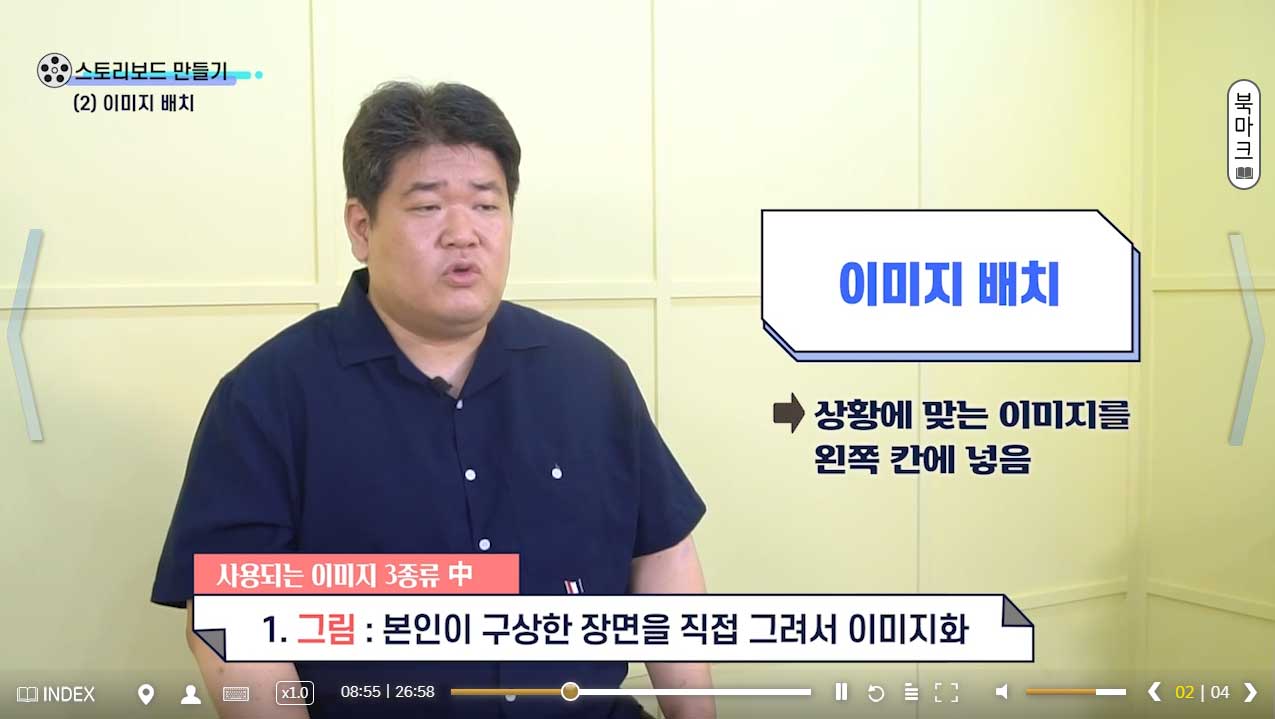 스토리보드 만들기
(2) 이미지 배치
북마크
이미지 배치
상황에 맞는 이미지를
왼쪽 칸에 넣음
사용되는 이미지 3종류 中
1. 그림 : 본인이 구상한 장면을 직접 그려서 이미지화
INDEX x1.0 08:55 | 26:58 02 | 04